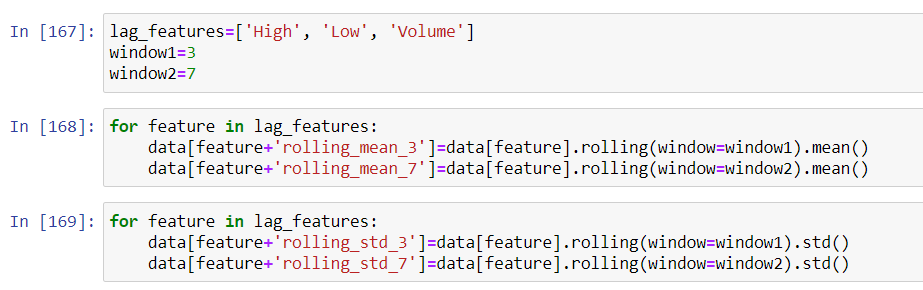 In [167]: lag_features=['High', 'Low', 'Volume']
window1=3
window2=7
In [168]: for feature in lag_features:
    data[feature+'rolling_mean_3']=data[feature].rolling(window=window1).mean()
    data[feature+'rolling_mean_7']=data[feature].rolling(window=window2).mean()
In [169]: for feature in lag_features:
    data[feature+'rolling_std_3']=data[feature].rolling(window=window1).std()
    data[feature+'rolling_std_7']=data[feature].rolling(window=window2).std()